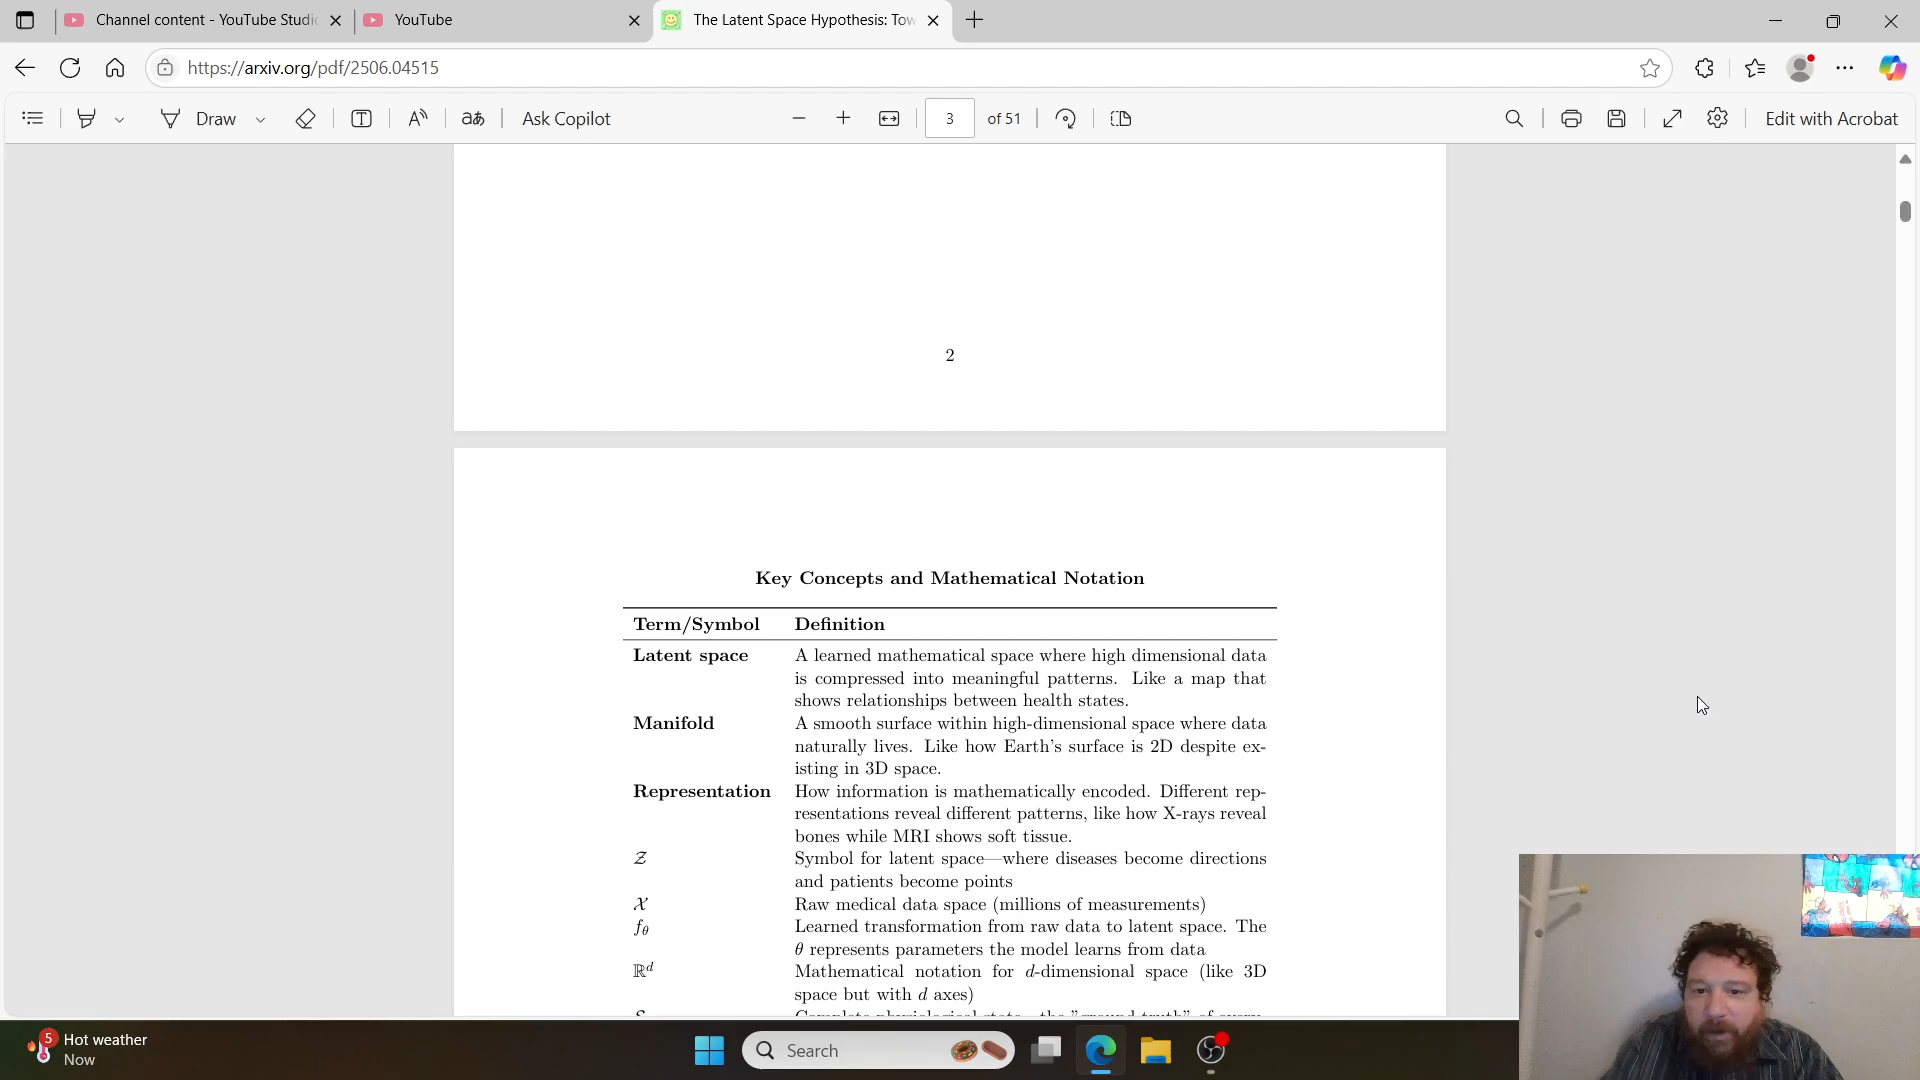 Channel content - YouTube Studi
YouTube
The Latent Space Hypothesis: Tow
https://arxiv.org/pdf/2506.04515
Draw
aあ
Ask Copilot
3
of 51
Edit with Acrobat
2
Key Concepts and Mathematical Notation
Term/Symbol Definition
Latent space A learned mathematical space where high dimensional data
is compressed into meaningful patterns. Like a map that
shows relationships between health states.
Manifold A smooth surface within high-dimensional space where data
naturally lives. Like how Earth's surface is 2D despite ex-
isting in 3D space.
Representation How information is mathematically encoded. Different rep-
resentations reveal different patterns, like how X-rays reveal
bones while MRI shows soft tissue.
𝒵 Symbol for latent space—where diseases become directions
and patients become points
𝒳 Raw medical data space (millions of measurements)
fθ Learned transformation from raw data to latent space. The
θ represents parameters the model learns from data
ℝᵈ Mathematical notation for d-dimensional space (like 3D
space but with d axes)
5
Hot weather
Now
Search